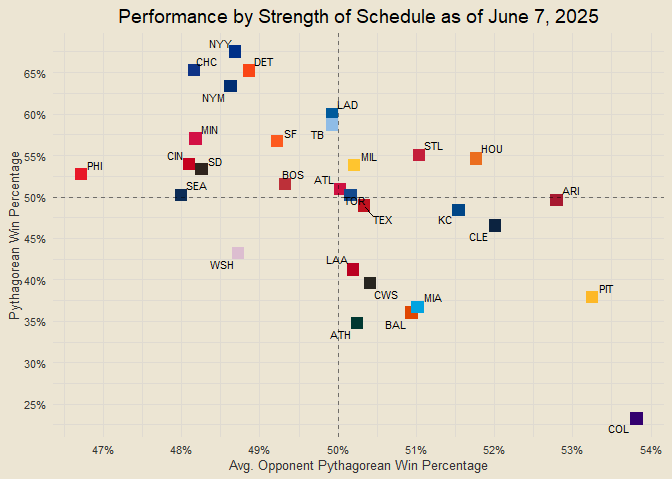 Performance by Strength of Schedule as of June 7, 2025
NYY
CHC
DET
65%
NYM
60%
LAD
TB
MIN
SF
55%
CIN
SD
STL
HOU
MIL
PHI
BOS
ATL
SEA
50%
ARI
TOR
TEX
KC
CLE
45%
WSH
LAA
40%
CWS
MIA
PIT
35%
ATH
BAL
30%
25%
COL
Pythagorean Win Percentage
47%
48%
49%
50%
51%
52%
53%
54%
Avg. Opponent Pythagorean Win Percentage